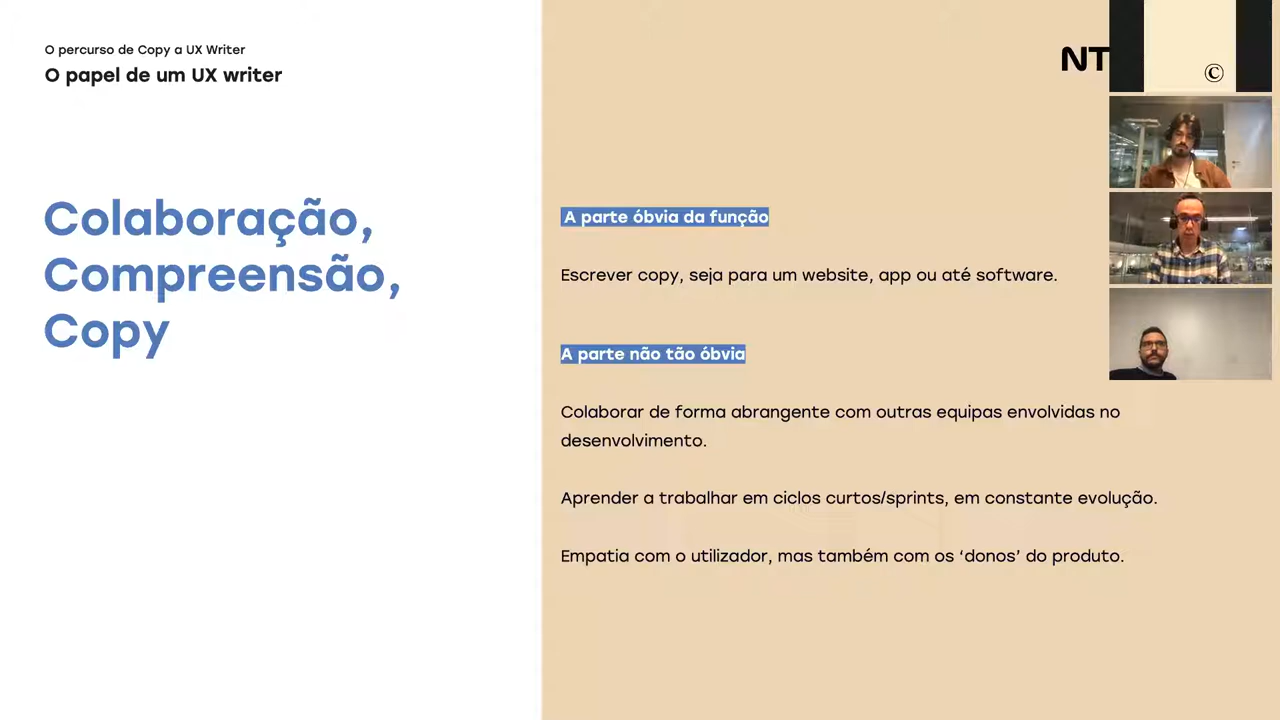 O percurso de Copy a UX Writer
O papel de um UX writer
NT
©
Colaboração,
Compreensão,
Copy
A parte óbvia da função
Escrever copy, seja para um website, app ou até software.
A parte não tão óbvia
Colaborar de forma abrangente com outras equipas envolvidas no
desenvolvimento.
Aprender a trabalhar em ciclos curtos/sprints, em constante evolução.
Empatia com o utilizador, mas também com os ‘donos’ do produto.